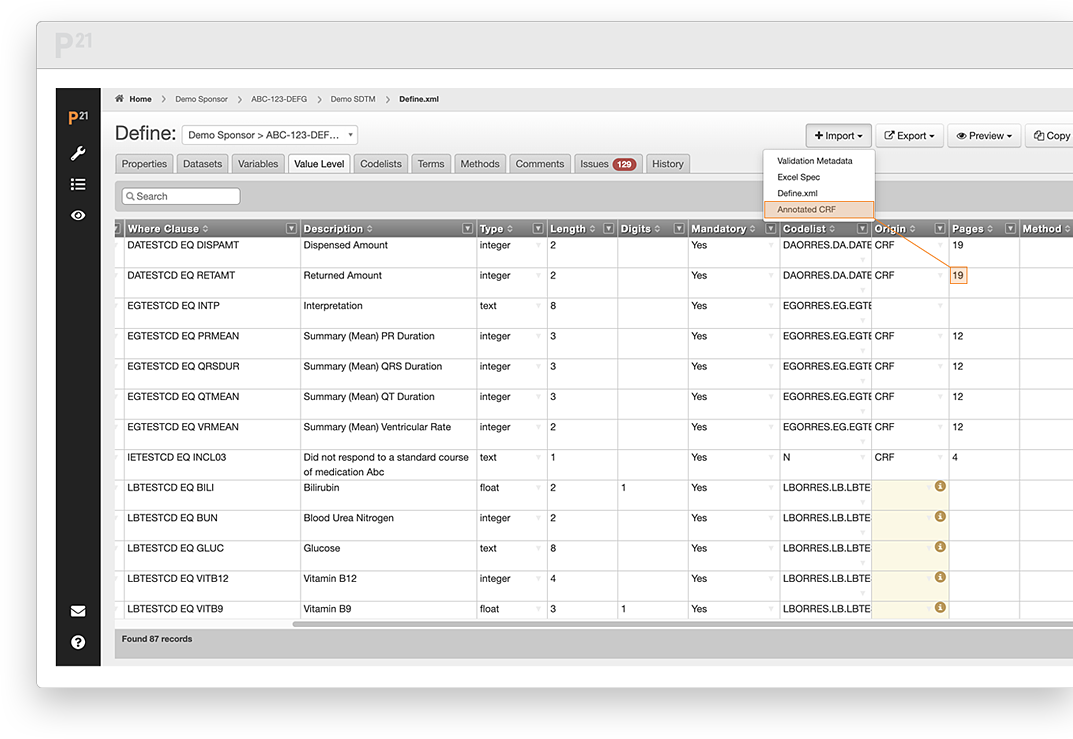 P21
Home > Demo Sponsor > ABC-123-DEFG > Demo SDTM > Define.xml
P21
Define: Demo Sponsor > ABC-123-DEF...
Import Export Preview Copy
Properties Datasets Variables Value Level Codelists Terms Methods Comments Issues 129 History
Validation Metadata
Excel Spec
Define.xml
Annotated CRF
Search
Where Clause Description Type Length Digits Mandatory Codelist Origin Pages Method
DATESTCD EQ DISPAMT Dispensed Amount integer 2 Yes DAORRES.DA.DATE CRF 19
DATESTCD EQ RETAMT Returned Amount integer 2 Yes DAORRES.DA.DATE CRF 19
EGTESTCD EQ INTP Interpretation text 8 Yes EGORRES.EG.EGTE
EGTESTCD EQ PRMEAN Summary (Mean) PR Duration integer 3 Yes EGORRES.EG.EGTE CRF 12
EGTESTCD EQ QRSDUR Summary (Mean) QRS Duration integer 3 Yes EGORRES.EG.EGTE CRF 12
EGTESTCD EQ QTMEAN Summary (Mean) QT Duration integer 3 Yes EGORRES.EG.EGTE CRF 12
EGTESTCD EQ VRMEAN Summary (Mean) Ventricular Rate integer 2 Yes EGORRES.EG.EGTE CRF 12
IETESTCD EQ INCL03 Did not respond to a standard course text 1 Yes N CRF 4
of medication Abc
LBTESTCD EQ BILI Bilirubin float 2 1 Yes LBORRES.LB.LBTE
LBTESTCD EQ BUN Blood Urea Nitrogen integer 2 Yes LBORRES.LB.LBTE
LBTESTCD EQ GLUC Glucose text 8 Yes LBORRES.LB.LBTE
LBTESTCD EQ VITB12 Vitamin B12 integer 4 Yes LBORRES.LB.LBTE
LBTESTCD EQ VITB9 Vitamin B9 float 3 1 Yes LBORRES.LB.LBTE
Found 87 records